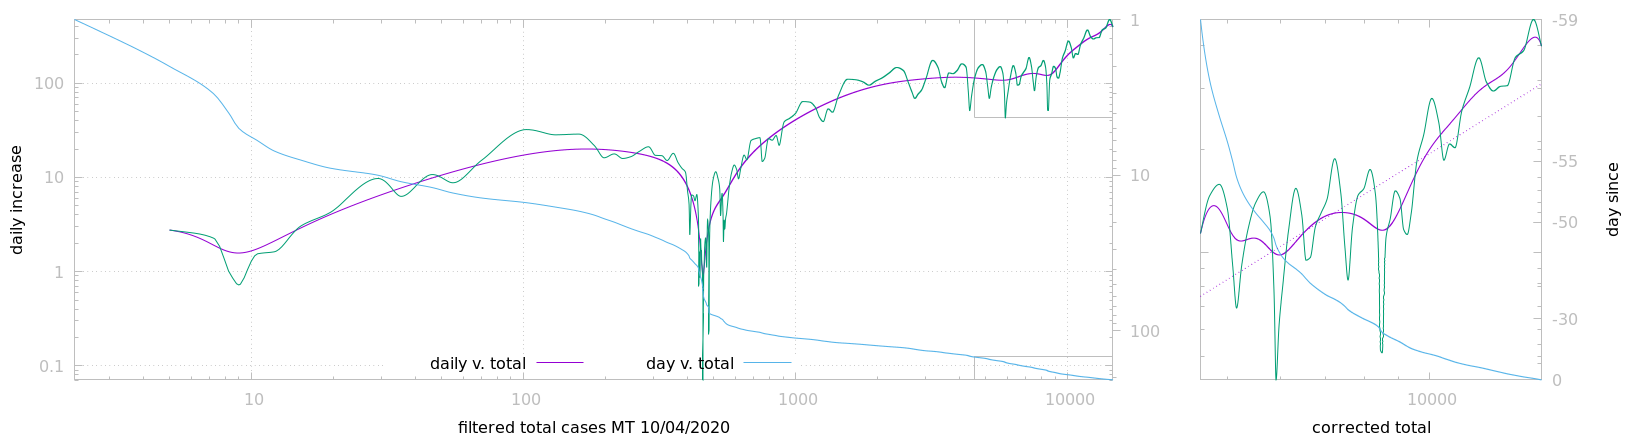 daily increase
100
10
1
0.1
10
100
1000
10000
1
10
100
daily v. total
day v. total
filtered total cases MT 10/04/2020
-59
-55
-50
-30
0
10000
day since
corrected total